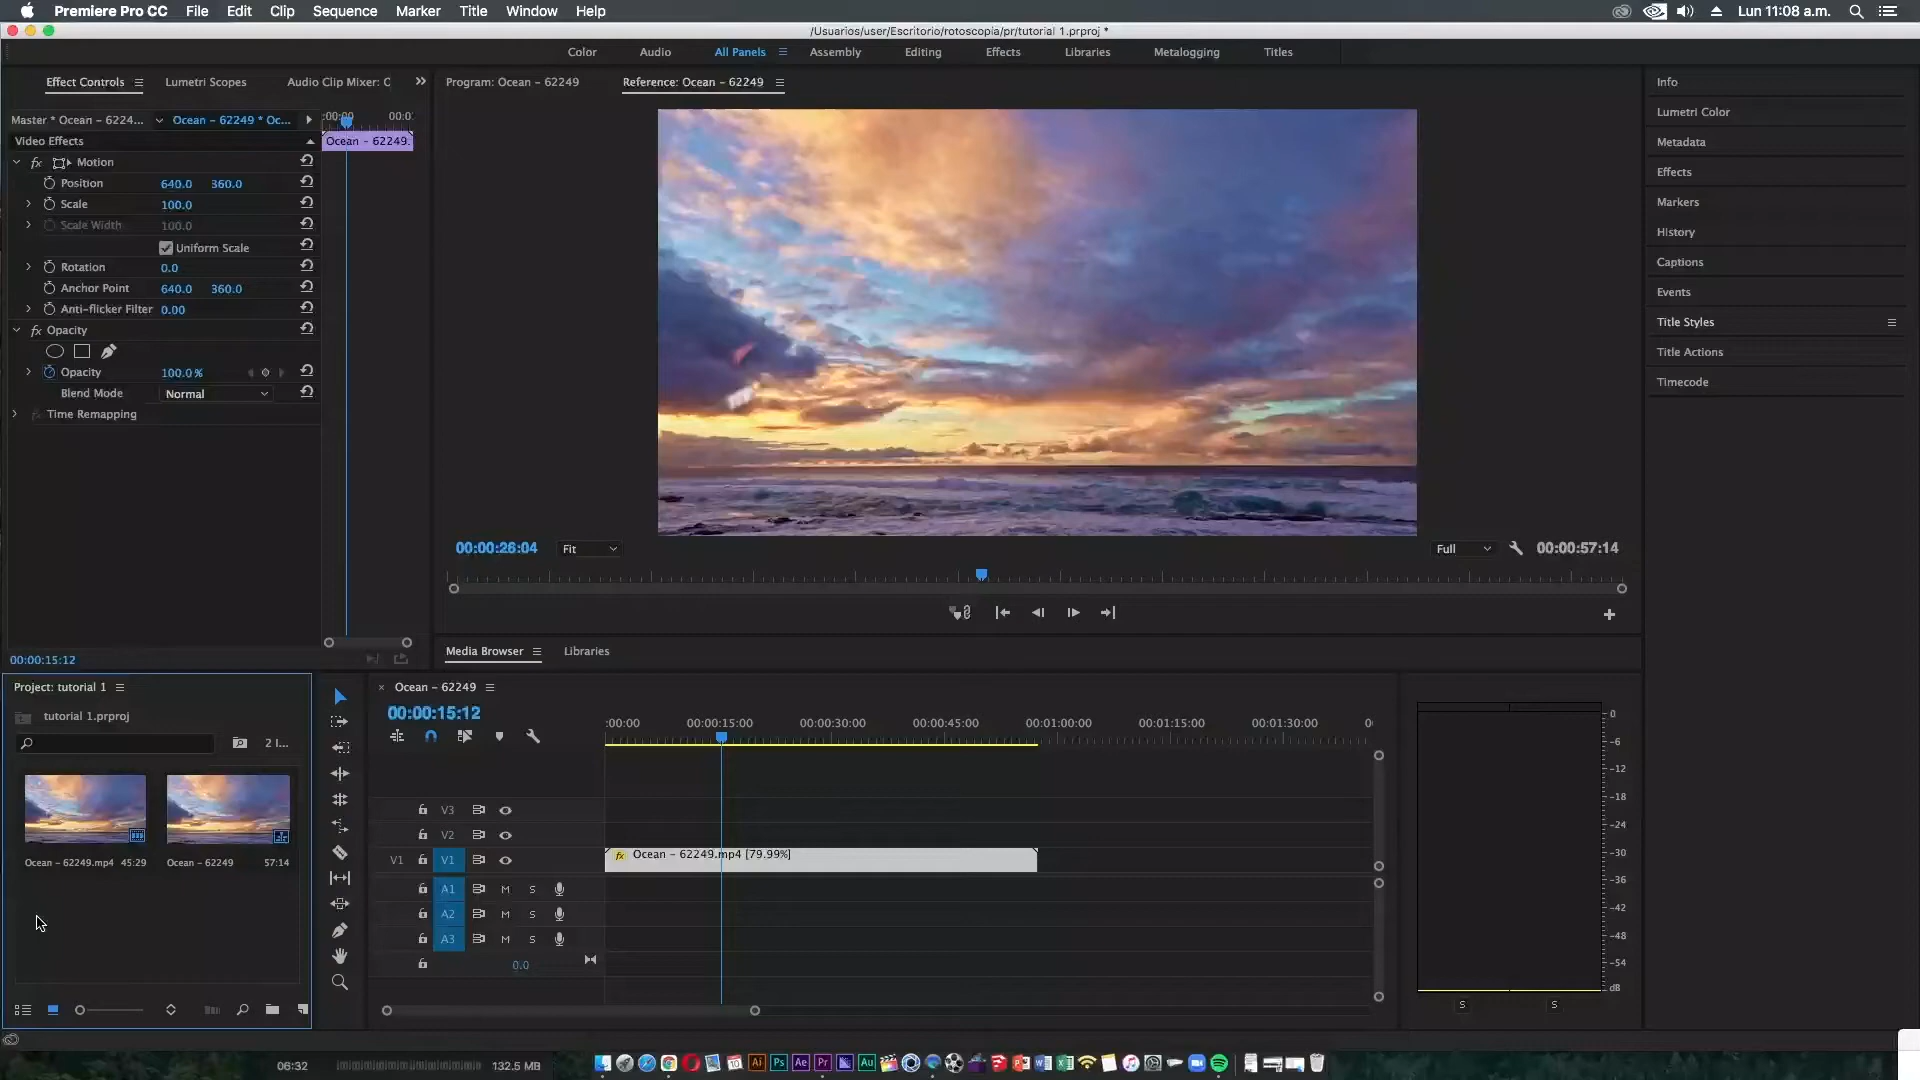 Premiere Pro CC File Edit Clip Sequence Marker Title Window Help Lun 11:08 a.m.
/Usuarios/user/Escritorio/rotoscopia/pr/tutorial 1.prproj *
Color Audio All Panels Assembly Editing Effects Libraries Metalogging Titles
Effect Controls Lumetri Scopes Audio Clip Mixer: C
Program: Ocean - 62249 Reference: Ocean - 62249
Info
Lumetri Color
Metadata
Effects
Markers
History
Captions
Events
Title Styles
Title Actions
Timecode
Master * Ocean - 6224... Ocean - 62249 * Oc... :00:00 00:0:
Video Effects Ocean - 62249.
fx Motion
Position 640.0 360.0
Scale 100.0
Scale Width 100.0
Uniform Scale
Rotation 0.0
Anchor Point 640.0 360.0
Anti-flicker Filter 0.00
fx Opacity
Opacity 100.0 %
Blend Mode Normal
Time Remapping
00:00:15:12
00:00:26:04 Fit Full 00:00:57:14
Media Browser Libraries
Project: tutorial 1
tutorial 1.prproj
2 I...
Ocean - 62249.mp4 45:29 Ocean - 62249 57:14
Ocean - 62249
00:00:15:12
:00:00 00:00:15:00 00:00:30:00 00:00:45:00 00:01:00:00 00:01:15:00 00:01:30:00 0
V3
V2
V1 V1 fx Ocean - 62249.mp4 [79.99%]
A1 M S
A2 M S
A3 M S
0.0
0
-6
-12
-18
-24
-30
-36
-42
-48
-54
dB
S S
06:32 132.5 MB
10 Ai Ps Ae Pr Au